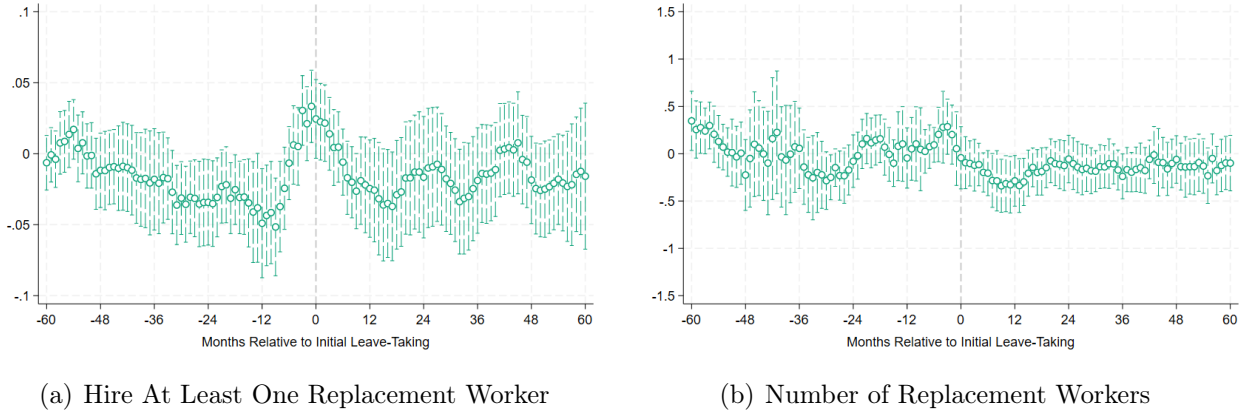 .1
.05
0
-.05
-.1
-60 -48 -36 -24 -12 0 12 24 36 48 60
Months Relative to Initial Leave-Taking
(a) Hire At Least One Replacement Worker
1.5
1
.5
0
-.5
-1
-1.5
-60 -48 -36 -24 -12 0 12 24 36 48 60
Months Relative to Initial Leave-Taking
(b) Number of Replacement Workers